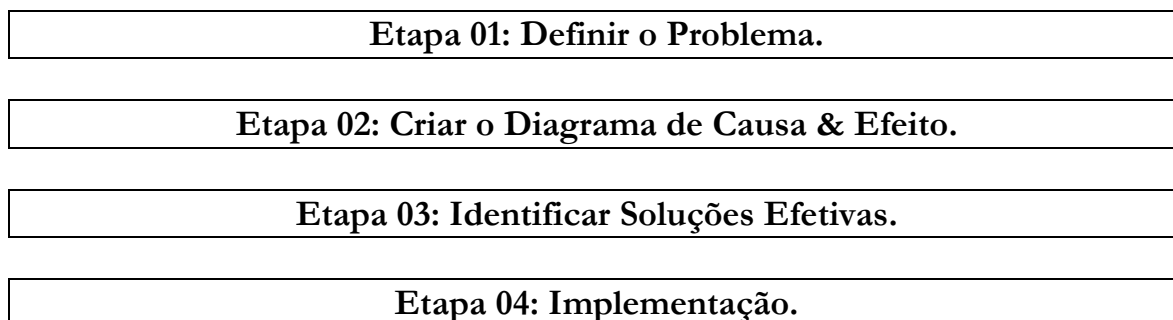 Etapa 01: Definir o Problema.
Etapa 02: Criar o Diagrama de Causa & Efeito.
Etapa 03: Identificar Soluções Efetivas.
Etapa 04: Implementação.